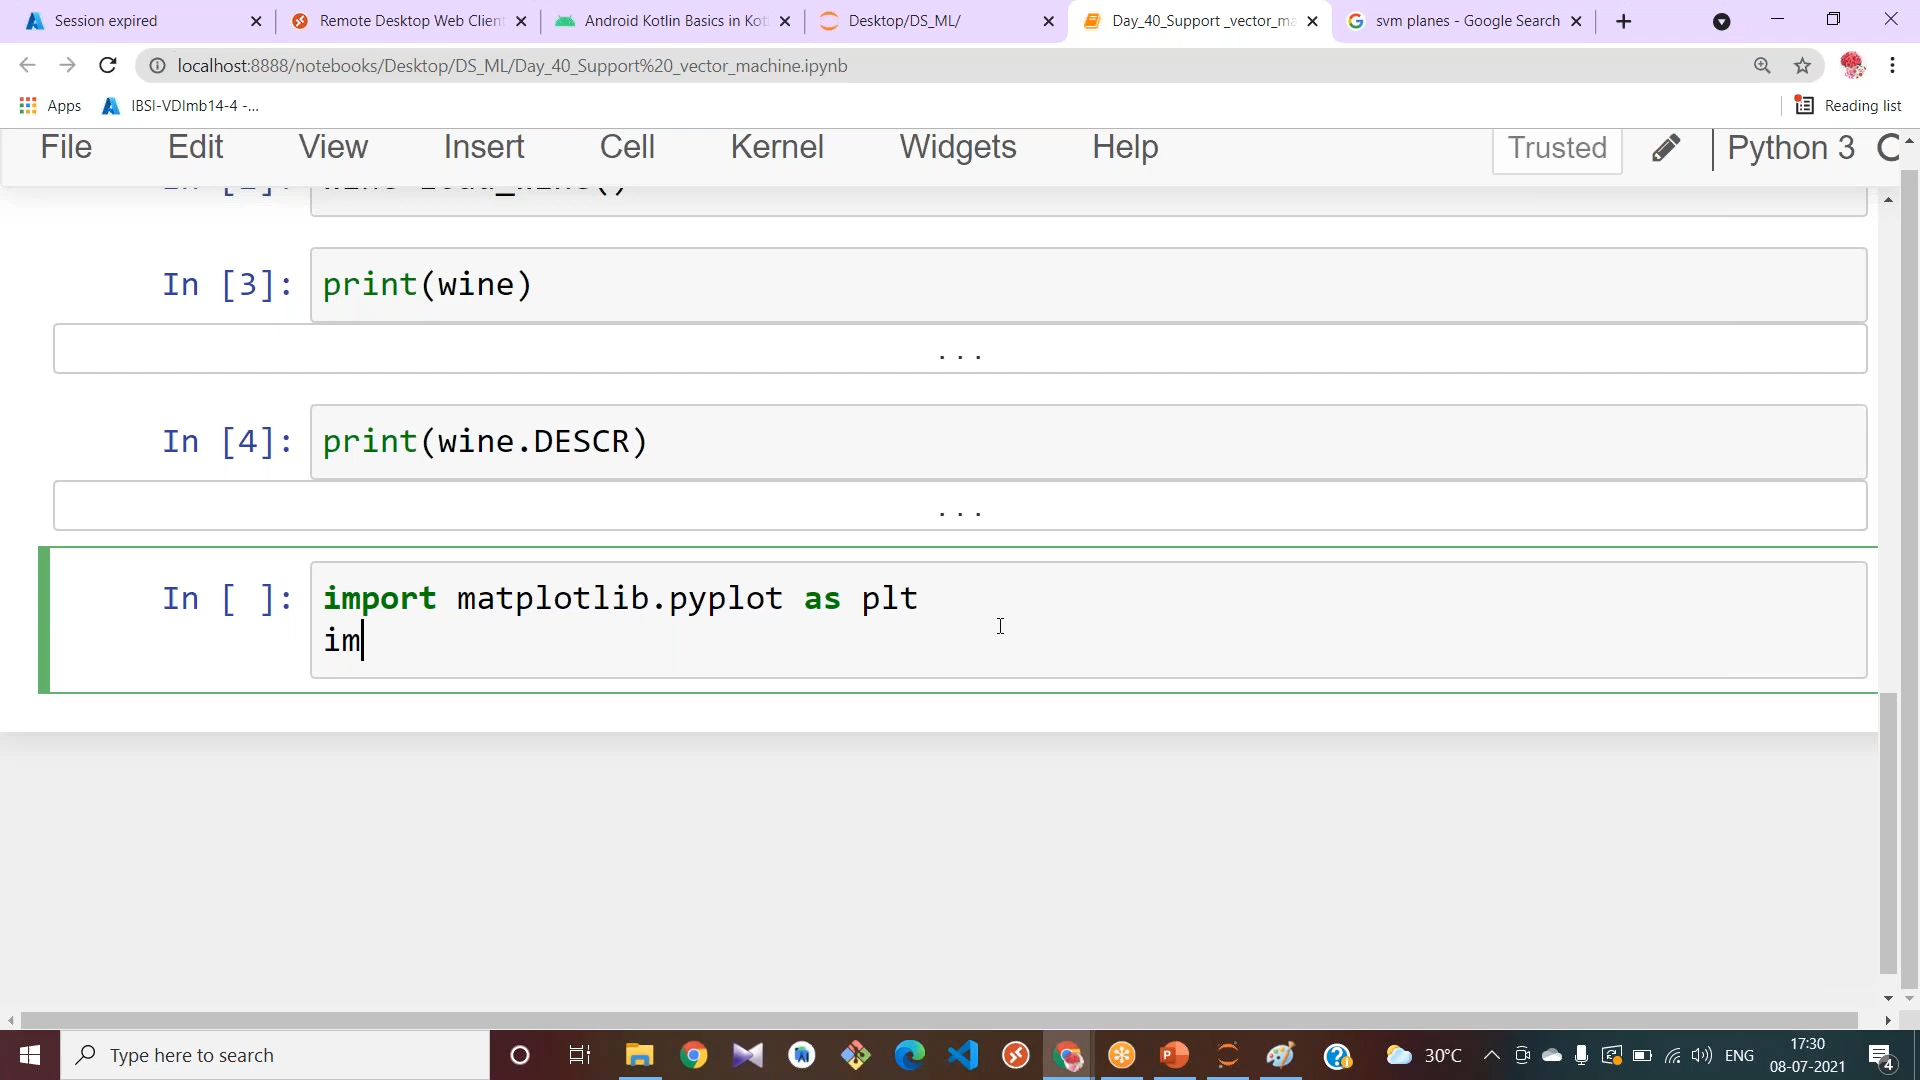 Session expired
Remote Desktop Web Client
Android Kotlin Basics in Kot
Desktop/DS_ML/
Day_40_Support _vector_ma
svm planes - Google Search
localhost:8888/notebooks/Desktop/DS_ML/Day_40_Support%20_vector_machine.ipynb
Apps
IBSI-VDImb14-4 -...
Reading list
File Edit View Insert Cell Kernel Widgets Help
Trusted
Python 3
In [3]: print(wine)
...
In [4]: print(wine.DESCR)
...
In [ ]: import matplotlib.pyplot as plt
im
Type here to search
30°C
ENG
17:30
08-07-2021
4